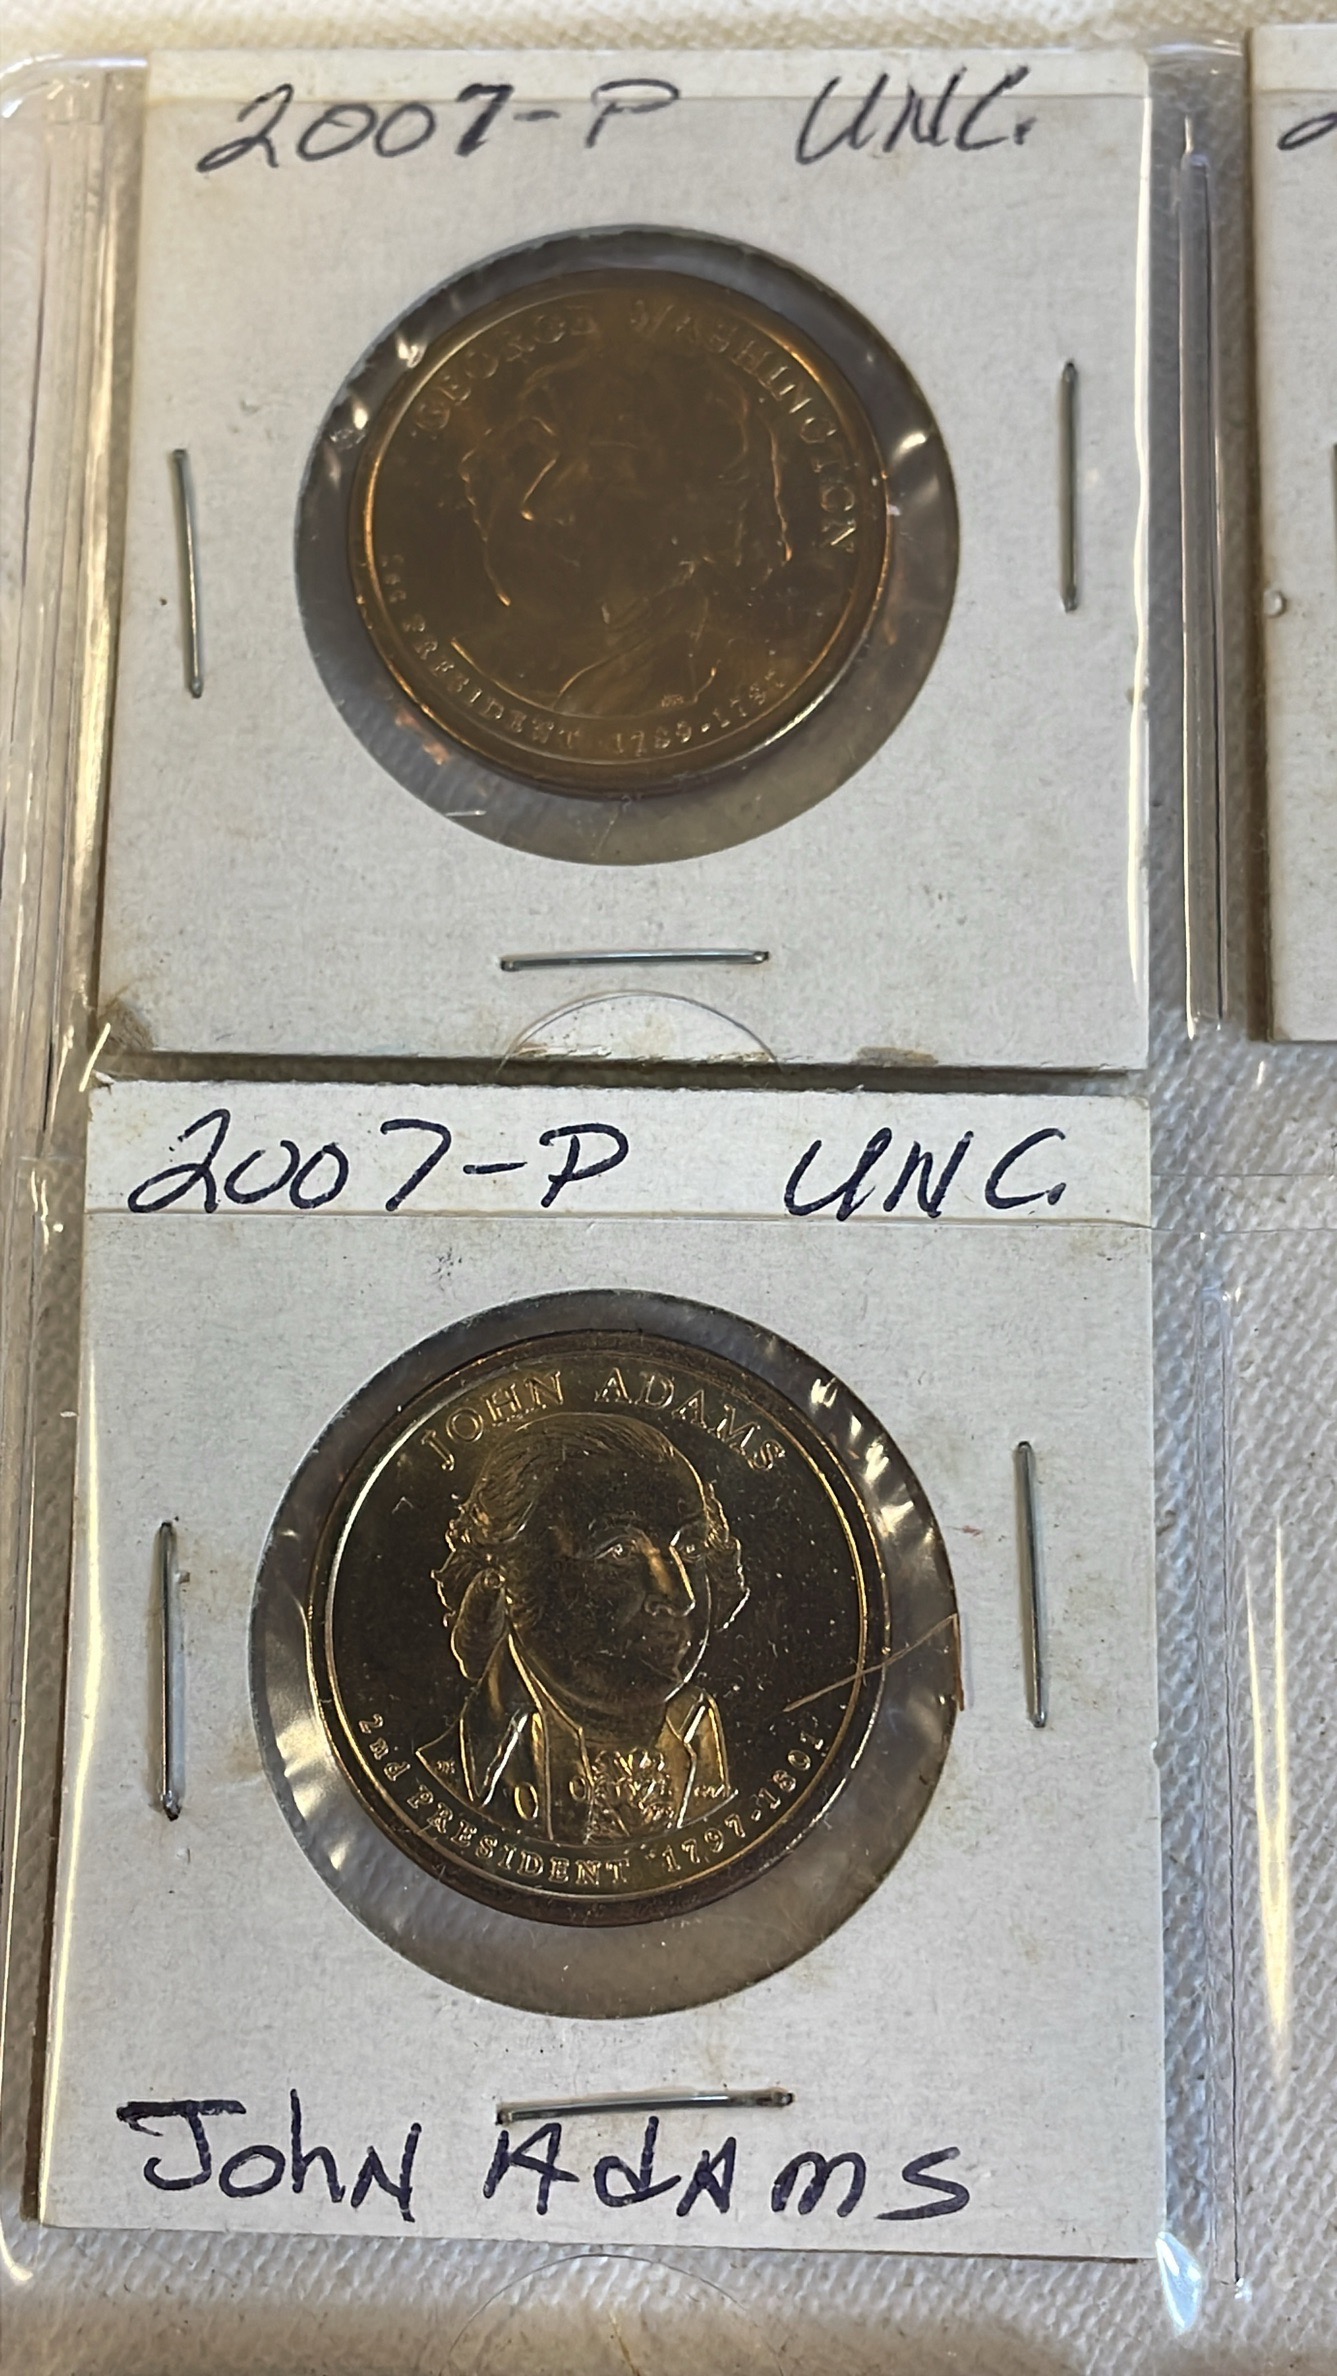 2007-P UNC.
GEORGE WASHINGTON
1st PRESIDENT 1789-1797
2007-P UNC.
JOHN ADAMS
2nd PRESIDENT 1797-1801
John Adams